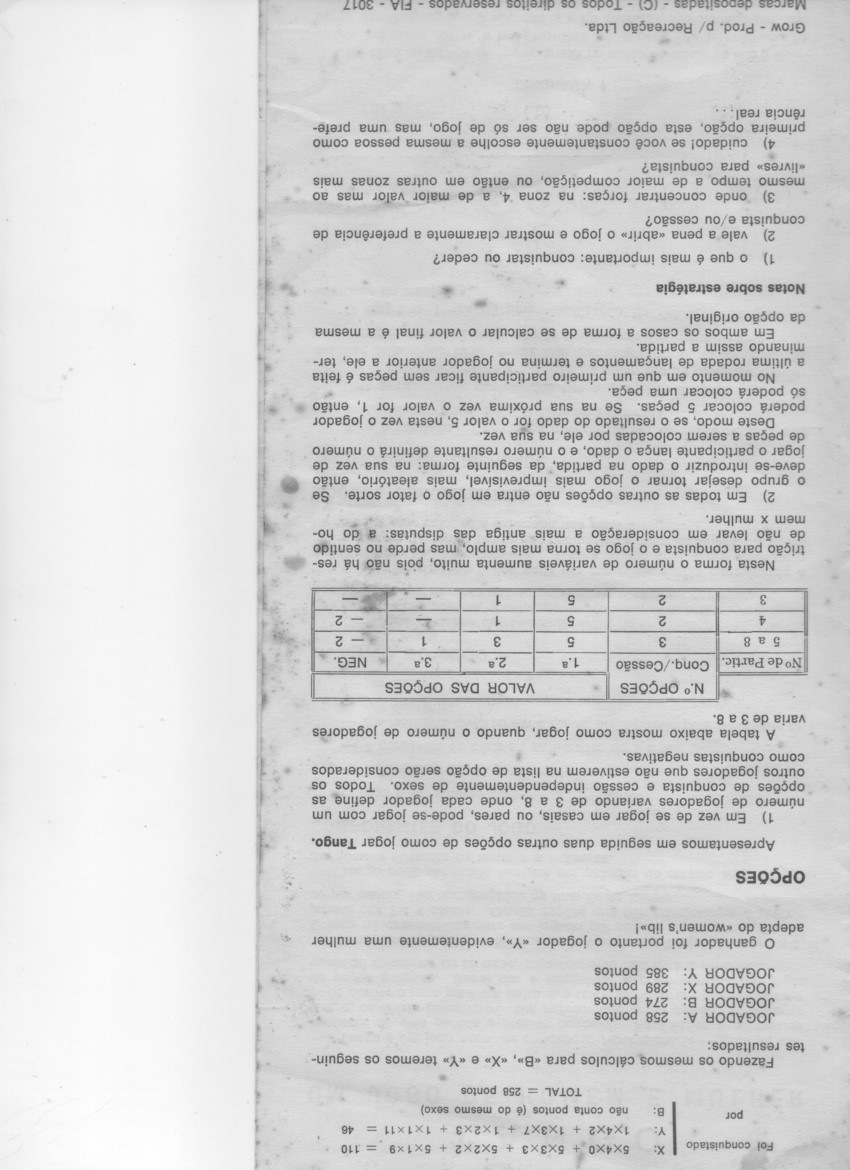 Foi conquistado por
X: 5×4×0 + 5×3×3 + 5×2×2 + 5×1×9 = 110
Y: 1×4×2 + 1×3×7 + 1×2×3 + 1×1×11 = 46
B: não conta pontos (é do mesmo sexo)
TOTAL = 258 pontos
Fazendo os mesmos cálculos para «B», «X» e «Y» teremos os seguin-
tes resultados:
JOGADOR A: 258 pontos
JOGADOR B: 274 pontos
JOGADOR X: 289 pontos
JOGADOR Y: 385 pontos
O ganhador foi portanto o jogador «Y», evidentemente uma mulher
adepta do «women's lib»!
OPÇÕES
Apresentamos em seguida duas outras opções de como jogar Tango.
1) Em vez de se jogar em casais, ou pares, pode-se jogar com um
número de jogadores variando de 3 a 8, onde cada jogador define as
opções de conquista e cessão independentemente de sexo. Todos os
outros jogadores que não estiverem na lista de opção serão considerados
como conquistas negativas.
A tabela abaixo mostra como jogar, quando o número de jogadores
varia de 3 a 8.
N.º OPÇÕES VALOR DAS OPÇÕES
Nº de Partic. Conq./Cessão 1.a 2.a 3.a NEG.
5 a 8 3 5 3 1 — 2
4 2 5 1 — — 2
3 2 5 1 — —
Nesta forma o número de variáveis aumenta muito, pois não há res-
trição para conquista e o jogo se torna mais amplo, mas perde no sentido
de não levar em consideração a mais antiga das disputas: a do ho-
mem x mulher.
2) Em todas as outras opções não entra em jogo o fator sorte. Se
o grupo desejar tornar o jogo mais imprevisível, mais aleatório, então
deve-se introduzir o dado na partida, da seguinte forma: na sua vez de
jogar o participante lança o dado, e o número resultante definirá o número
de peças a serem colocadas por ele, na sua vez.
Deste modo, se o resultado do dado for o valor 5, nesta vez o jogador
poderá colocar 5 peças. Se na sua próxima vez o valor for 1, então
só poderá colocar uma peça.
No momento em que um primeiro participante ficar sem peças é feita
a última rodada de lançamentos e termina no jogador anterior a ele, ter-
minando assim a partida.
Em ambos os casos a forma de se calcular o valor final é a mesma
da opção original.
Notas sobre estratégia
1) o que é mais importante: conquistar ou ceder?
2) vale a pena «abrir» o jogo e mostrar claramente a preferência de
conquista e/ou cessão?
3) onde concentrar forças: na zona 4, a de maior valor mas ao
mesmo tempo a de maior competição, ou então em outras zonas mais
«livres» para conquista?
4) cuidado! se você constantemente escolhe a mesma pessoa como
primeira opção, esta opção pode não ser só de jogo, mas uma prefe-
rência real...
Grow - Prod. p/ Recreação Ltda.
Marcas depositadas - (C) - Todos os direitos reservados - FIA - 3017